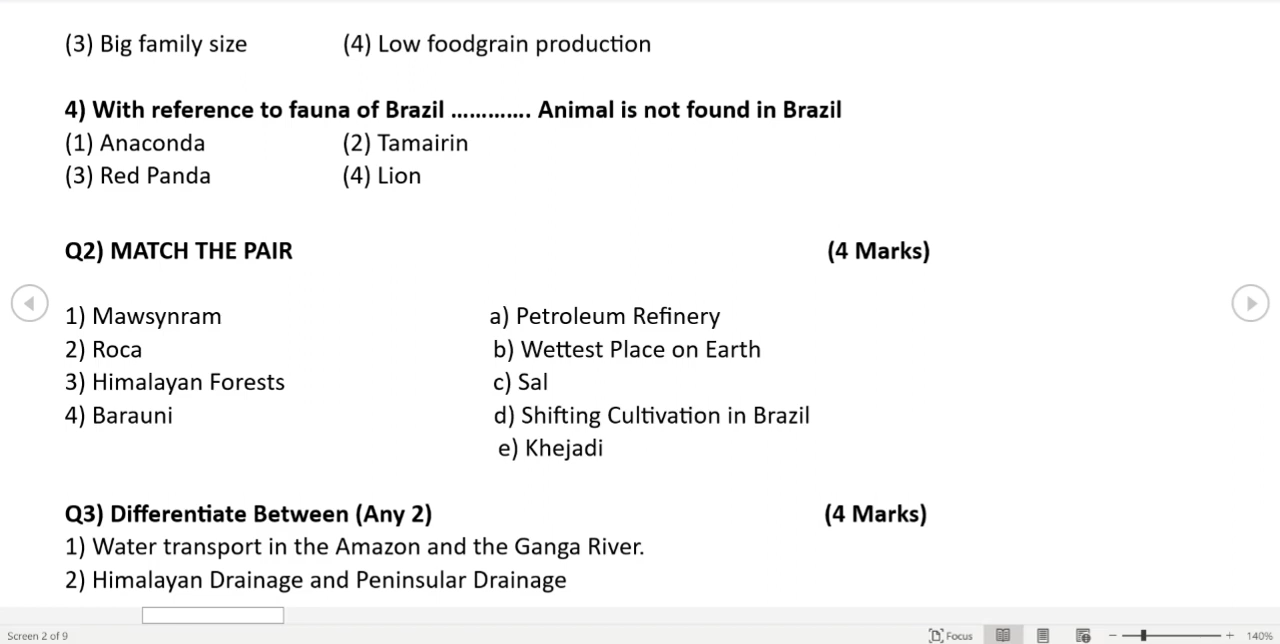 (3) Big family size (4) Low foodgrain production
4) With reference to fauna of Brazil ............. Animal is not found in Brazil
(1) Anaconda (2) Tamairin
(3) Red Panda (4) Lion
Q2) MATCH THE PAIR (4 Marks)
1) Mawsynram a) Petroleum Refinery
2) Roca b) Wettest Place on Earth
3) Himalayan Forests c) Sal
4) Barauni d) Shifting Cultivation in Brazil
e) Khejadi
Q3) Differentiate Between (Any 2) (4 Marks)
1) Water transport in the Amazon and the Ganga River.
2) Himalayan Drainage and Peninsular Drainage
Screen 2 of 9 Focus 140%